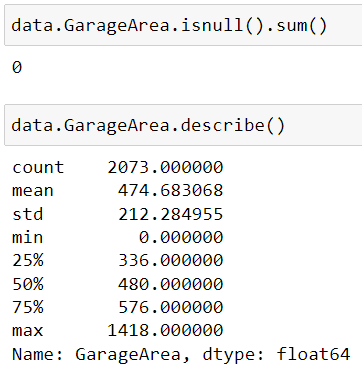 data.GarageArea.isnull().sum()
0
data.GarageArea.describe()
count    2073.000000
mean      474.683068
std       212.284955
min         0.000000
25%       336.000000
50%       480.000000
75%       576.000000
max      1418.000000
Name: GarageArea, dtype: float64